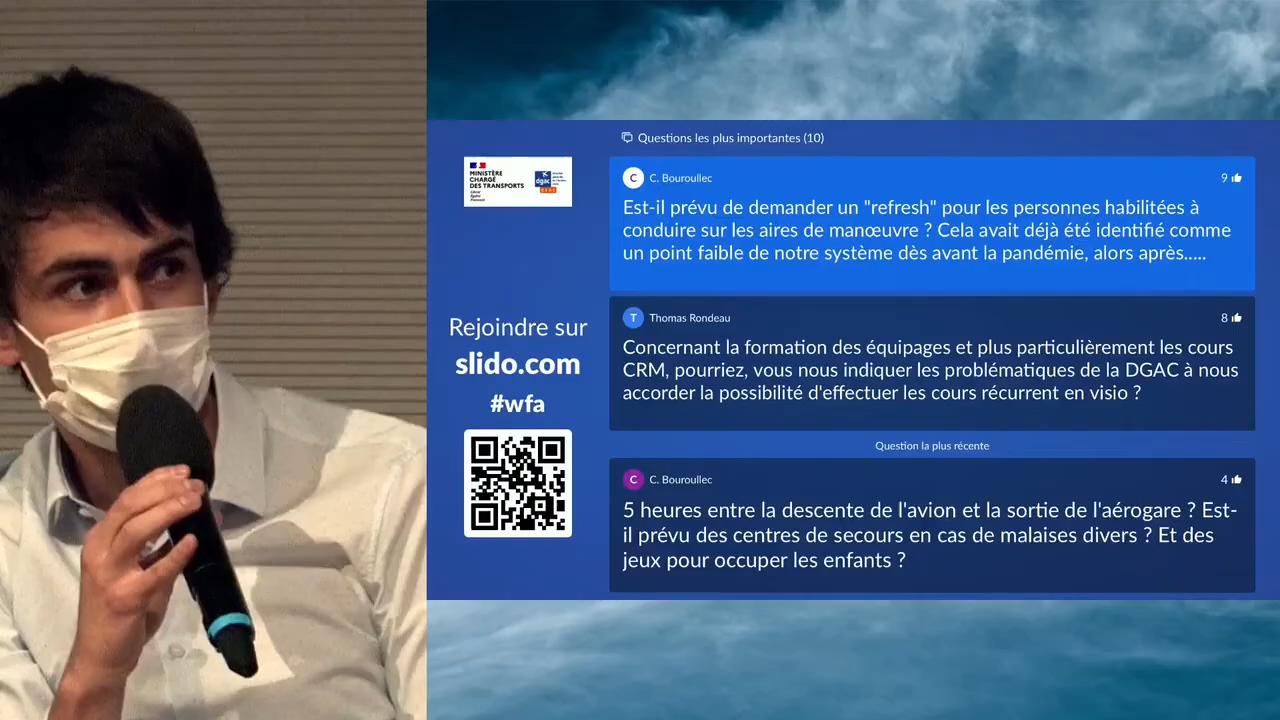 Questions les plus importantes (10)
MINISTÈRE
CHARGÉ
DES TRANSPORTS
Liberté
Égalité
Fraternité
dgac
Rejoindre sur
slido.com
#wfa
C
C. Bouroullec
9
Est-il prévu de demander un "refresh" pour les personnes habilitées à
conduire sur les aires de manœuvre ? Cela avait déjà été identifié comme
un point faible de notre système dès avant la pandémie, alors après.....
T
Thomas Rondeau
8
Concernant la formation des équipages et plus particulièrement les cours
CRM, pourriez, vous nous indiquer les problématiques de la DGAC à nous
accorder la possibilité d'effectuer les cours récurrent en visio ?
Question la plus récente
C
C. Bouroullec
4
5 heures entre la descente de l'avion et la sortie de l'aérogare ? Est-
il prévu des centres de secours en cas de malaises divers ? Et des
jeux pour occuper les enfants ?